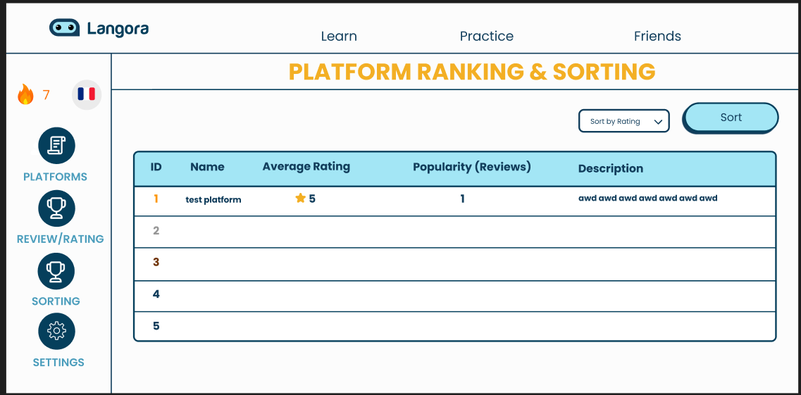 Langora
Learn Practice Friends
PLATFORM RANKING & SORTING
7
Sort by Rating Sort
PLATFORMS
REVIEW/RATING
SORTING
SETTINGS
ID Name Average Rating Popularity (Reviews) Description
1 test platform 5 1 awd awd awd awd awd awd awd
2
3
4
5